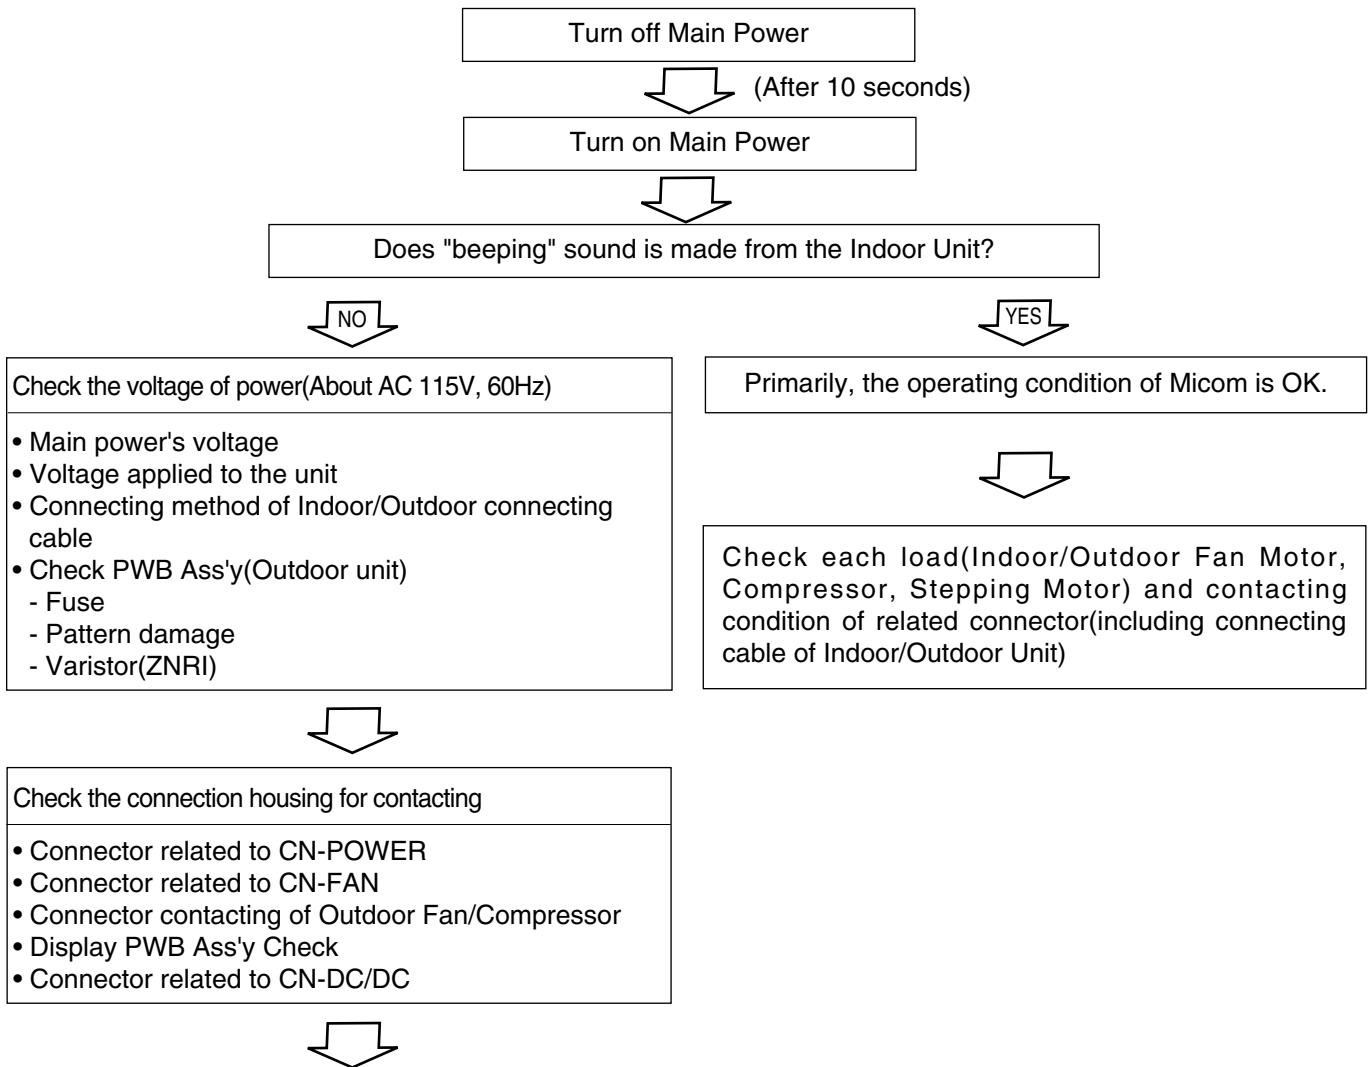 Turn off Main Power
(After 10 seconds)
Turn on Main Power
Does "beeping" sound is made from the Indoor Unit?
NO
YES
Check the voltage of power(About AC 115V, 60Hz)
• Main power's voltage
• Voltage applied to the unit
• Connecting method of Indoor/Outdoor connecting
cable
• Check PWB Ass'y(Outdoor unit)
- Fuse
- Pattern damage
- Varistor(ZNRI)
Primarily, the operating condition of Micom is OK.
Check each load(Indoor/Outdoor Fan Motor,
Compressor, Stepping Motor) and contacting
condition of related connector(including connecting
cable of Indoor/Outdoor Unit)
Check the connection housing for contacting
• Connector related to CN-POWER
• Connector related to CN-FAN
• Connector contacting of Outdoor Fan/Compressor
• Display PWB Ass'y Check
• Connector related to CN-DC/DC